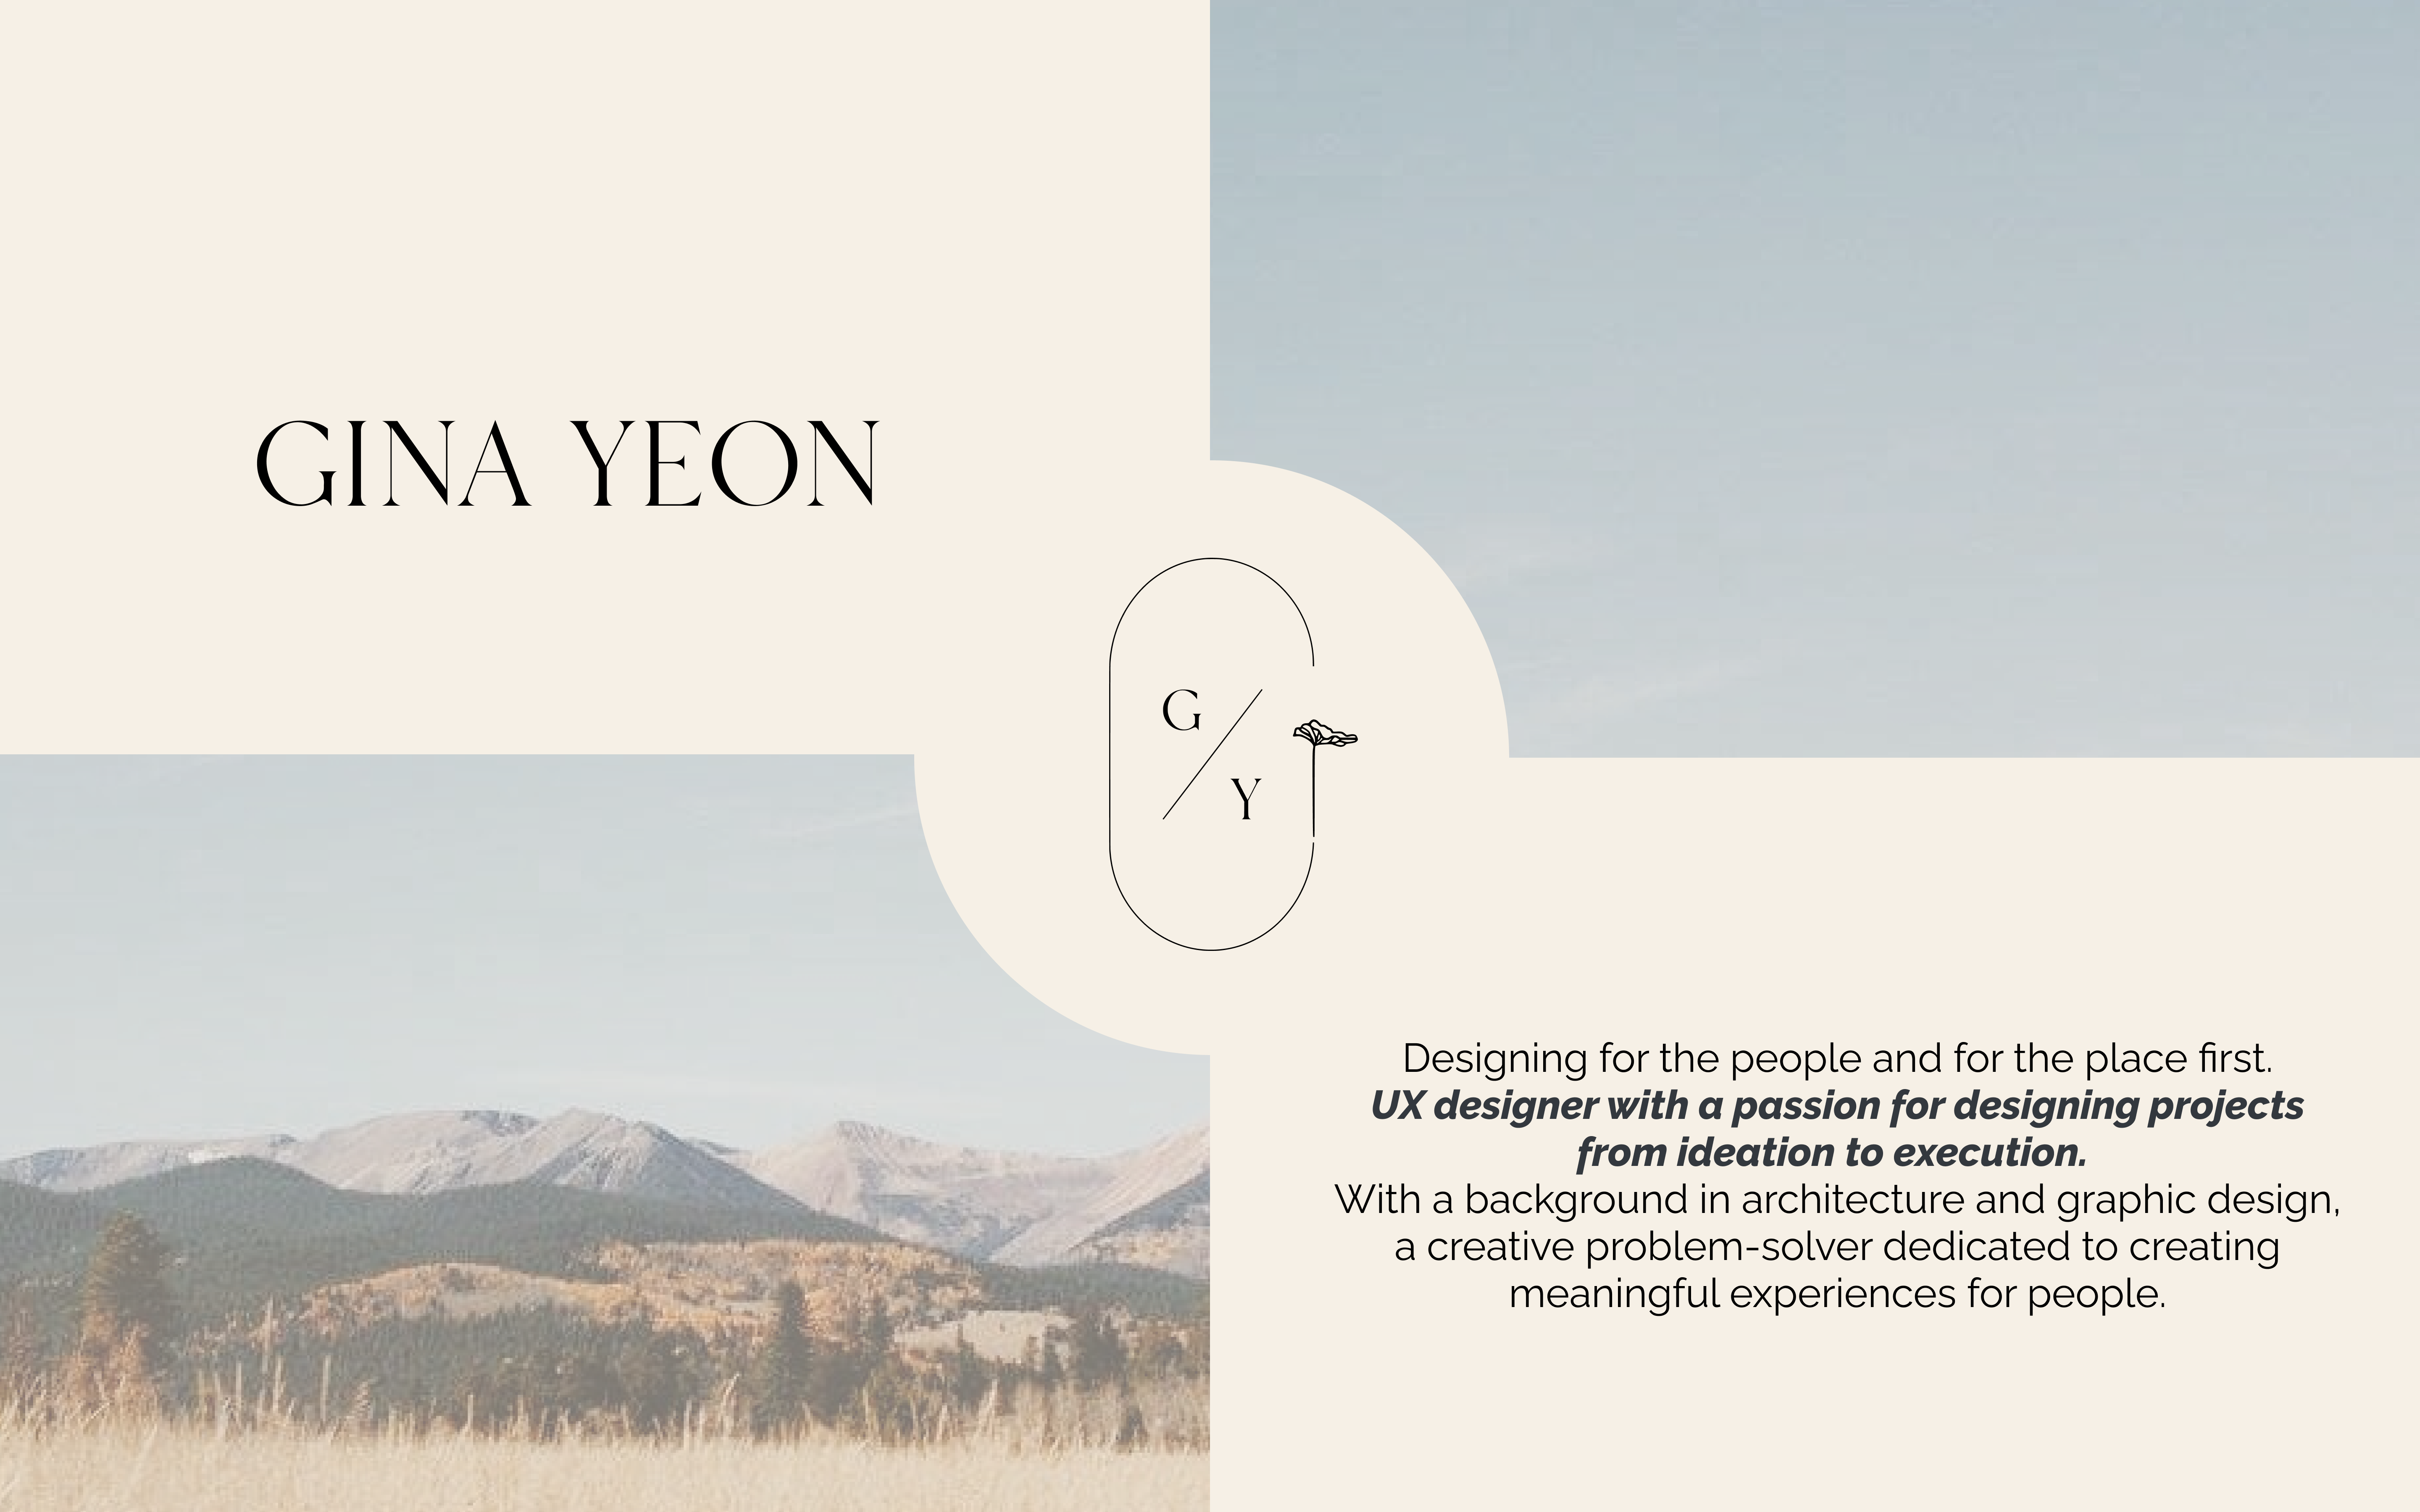 GINA YEON
G
Y
Designing for the people and for the place first.
UX designer with a passion for designing projects
from ideation to execution.
With a background in architecture and graphic design,
a creative problem-solver dedicated to creating
meaningful experiences for people.